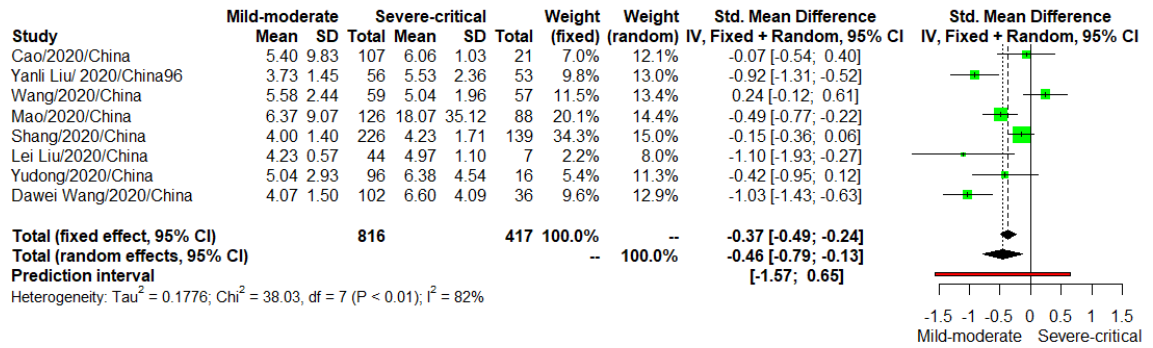 Mild-moderate Severe-critical Weight Weight Std. Mean Difference Std. Mean Difference
Study Mean SD Total Mean SD Total (fixed) (random) IV, Fixed + Random, 95% CI IV, Fixed + Random, 95% CI
Cao/2020/China 5.40 9.83 107 6.06 1.03 21 7.0% 12.1% -0.07 [-0.54; 0.40]
Yanli Liu/ 2020/China96 3.73 1.45 56 5.53 2.36 53 9.8% 13.0% -0.92 [-1.31; -0.52]
Wang/2020/China 5.58 2.44 59 5.04 1.96 57 11.5% 13.4% 0.24 [-0.12; 0.61]
Mao/2020/China 6.37 9.07 126 18.07 35.12 88 20.1% 14.4% -0.49 [-0.77; -0.22]
Shang/2020/China 4.00 1.40 226 4.23 1.71 139 34.3% 15.0% -0.15 [-0.36; 0.06]
Lei Liu/2020/China 4.23 0.57 44 4.97 1.10 7 2.2% 8.0% -1.10 [-1.93; -0.27]
Yudong/2020/China 5.04 2.93 96 6.38 4.54 16 5.4% 11.3% -0.42 [-0.95; 0.12]
Dawei Wang/2020/China 4.07 1.50 102 6.60 4.09 36 9.6% 12.9% -1.03 [-1.43; -0.63]
Total (fixed effect, 95% CI) 816 417 100.0% -- -0.37 [-0.49; -0.24]
Total (random effects, 95% CI) -- 100.0% -0.46 [-0.79; -0.13]
Prediction interval [-1.57; 0.65]
Heterogeneity: Tau² = 0.1776; Chi² = 38.03, df = 7 (P < 0.01); I² = 82%
-1.5 -1 -0.5 0 0.5 1 1.5
Mild-moderate Severe-critical